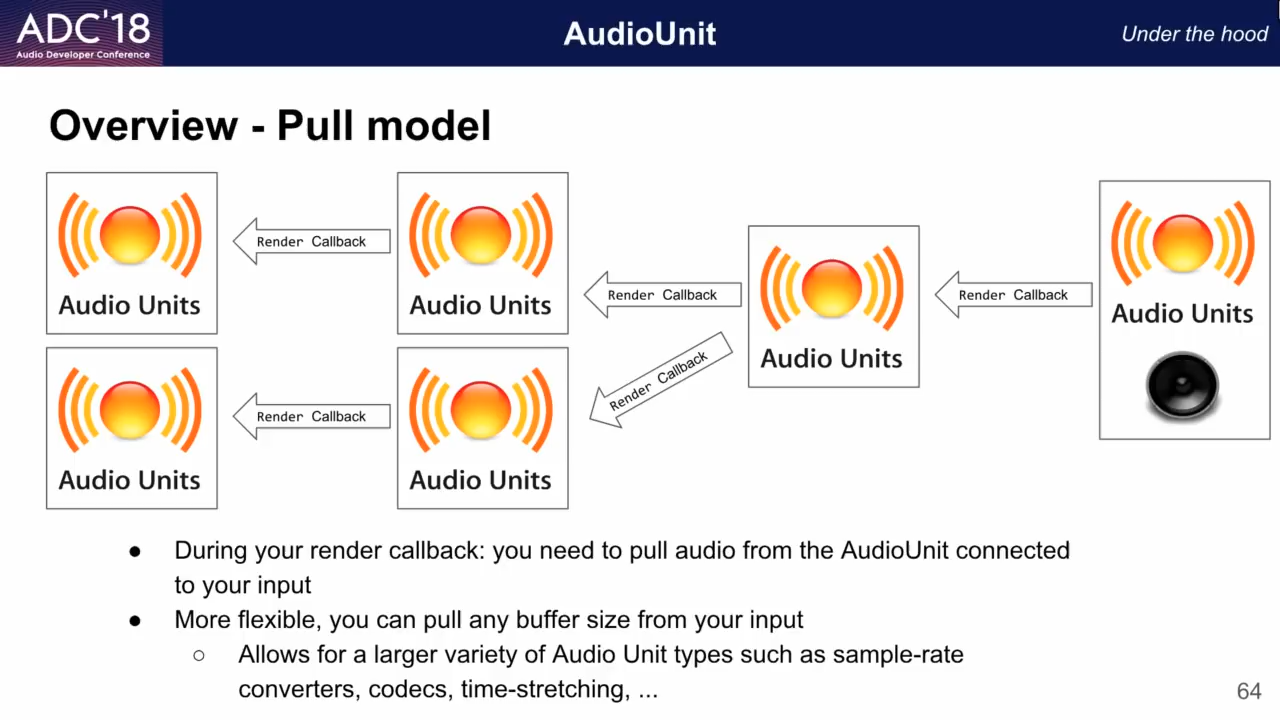 ADC'18
Audio Developer Conference
AudioUnit
Under the hood
Overview - Pull model
Audio Units
Render Callback
Audio Units
Render Callback
Audio Units
Render Callback
Audio Units
Audio Units
Render Callback
Audio Units
Render Callback
Audio Units
● During your render callback: you need to pull audio from the AudioUnit connected
to your input
● More flexible, you can pull any buffer size from your input
○ Allows for a larger variety of Audio Unit types such as sample-rate
converters, codecs, time-stretching, ...
64